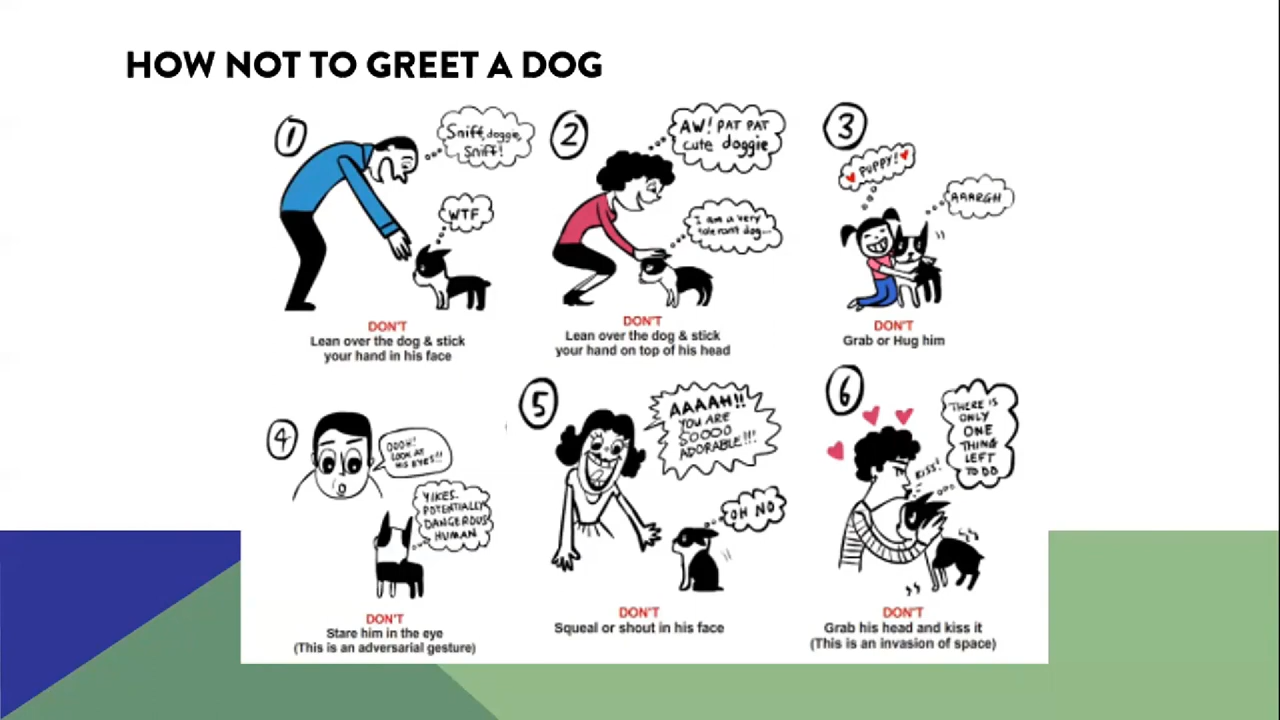 HOW NOT TO GREET A DOG
1
Sniff, doggie,
Sniff!
WTF
DON'T
Lean over the dog & stick
your hand in his face
2
AW! PAT PAT
cute doggie
I am a very
tolerant dog...
DON'T
Lean over the dog & stick
your hand on top of his head
3
PUPPY!
AAARGH
DON'T
Grab or Hug him
4
OOOH!
LOOK AT
HIS EYES!!
YIKES.
POTENTIALLY
DANGEROUS
HUMAN
DON'T
Stare him in the eye
(This is an adversarial gesture)
5
AAAAH!!
YOU ARE
SOOOO
ADORABLE!!!
OH NO
DON'T
Squeal or shout in his face
6
KISS!
THERE IS
ONLY
ONE
THING
LEFT
TO DO
DON'T
Grab his head and kiss it
(This is an invasion of space)